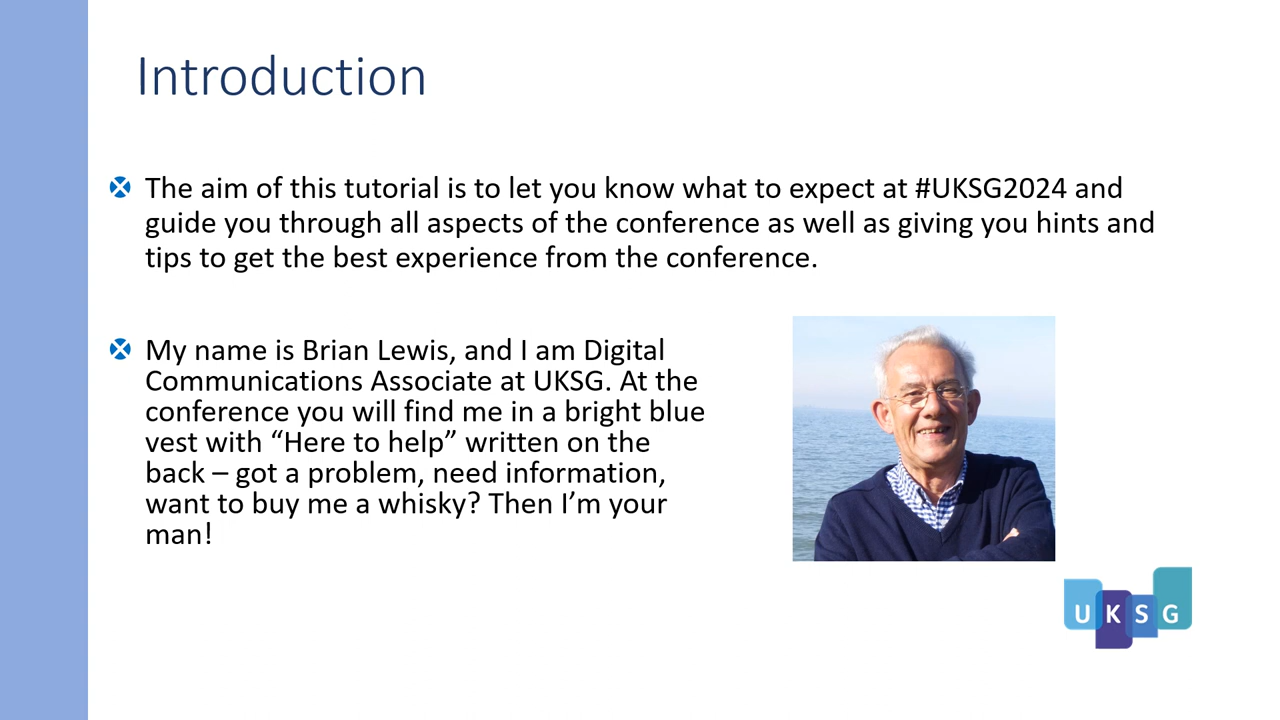 Introduction
The aim of this tutorial is to let you know what to expect at #UKSG2024 and
guide you through all aspects of the conference as well as giving you hints and
tips to get the best experience from the conference.
My name is Brian Lewis, and I am Digital
Communications Associate at UKSG. At the
conference you will find me in a bright blue
vest with “Here to help” written on the
back – got a problem, need information,
want to buy me a whisky? Then I’m your
man!
UKSG